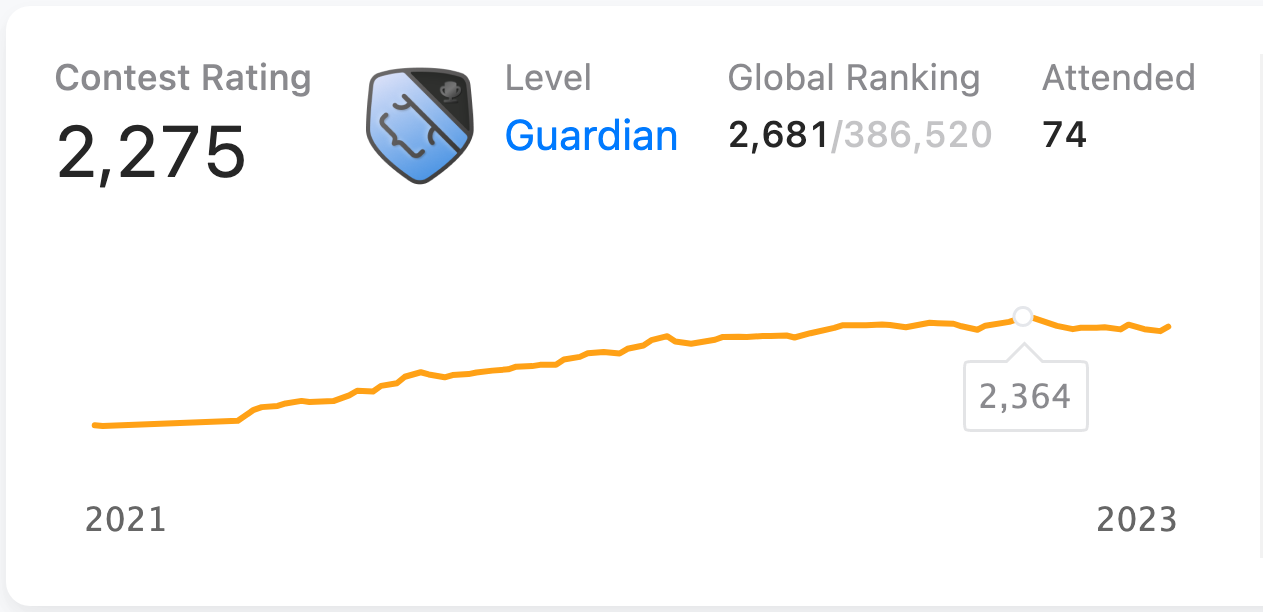 Contest Rating
2,275
Level
Guardian
Global Ranking
2,681/386,520
Attended
74
2,364
2021
2023